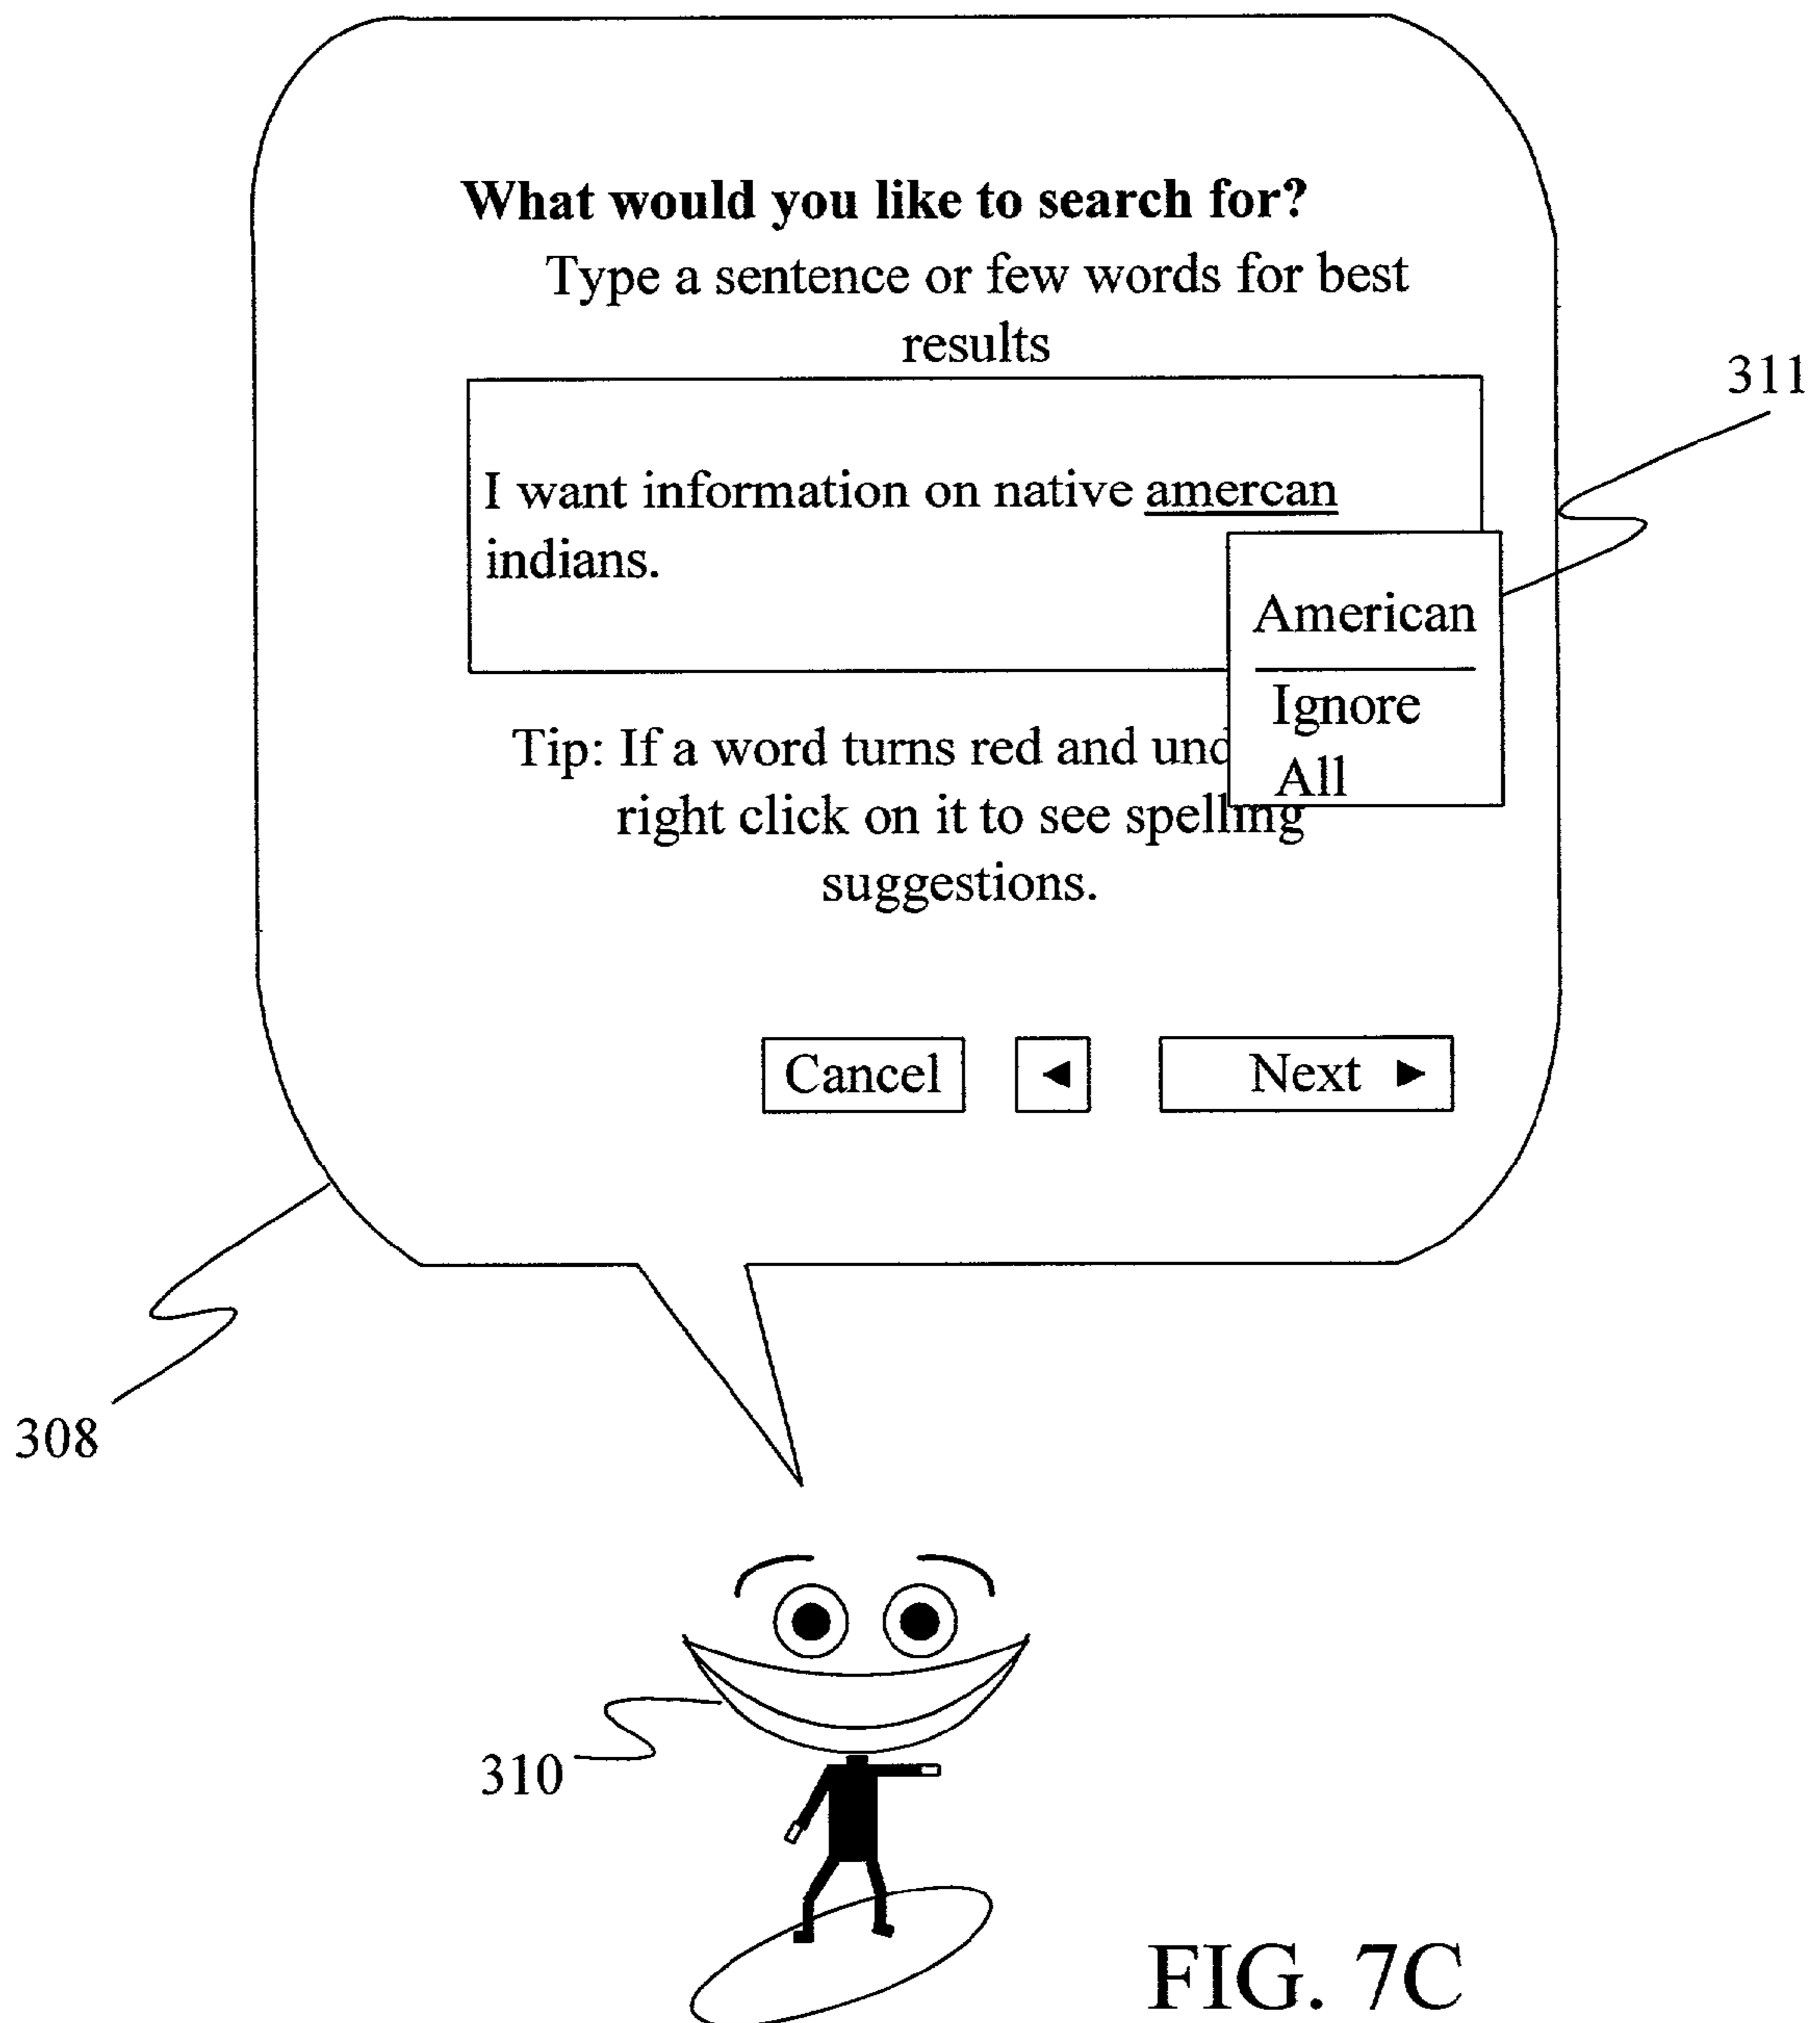 What would you like to search for?
Type a sentence or few words for best
results
311
I want information on native amercan
indians.
American
Ignore
All
Tip: If a word turns red and und
right click on it to see spelling
suggestions.
Cancel ◄ Next ►
308
310
FIG. 7C